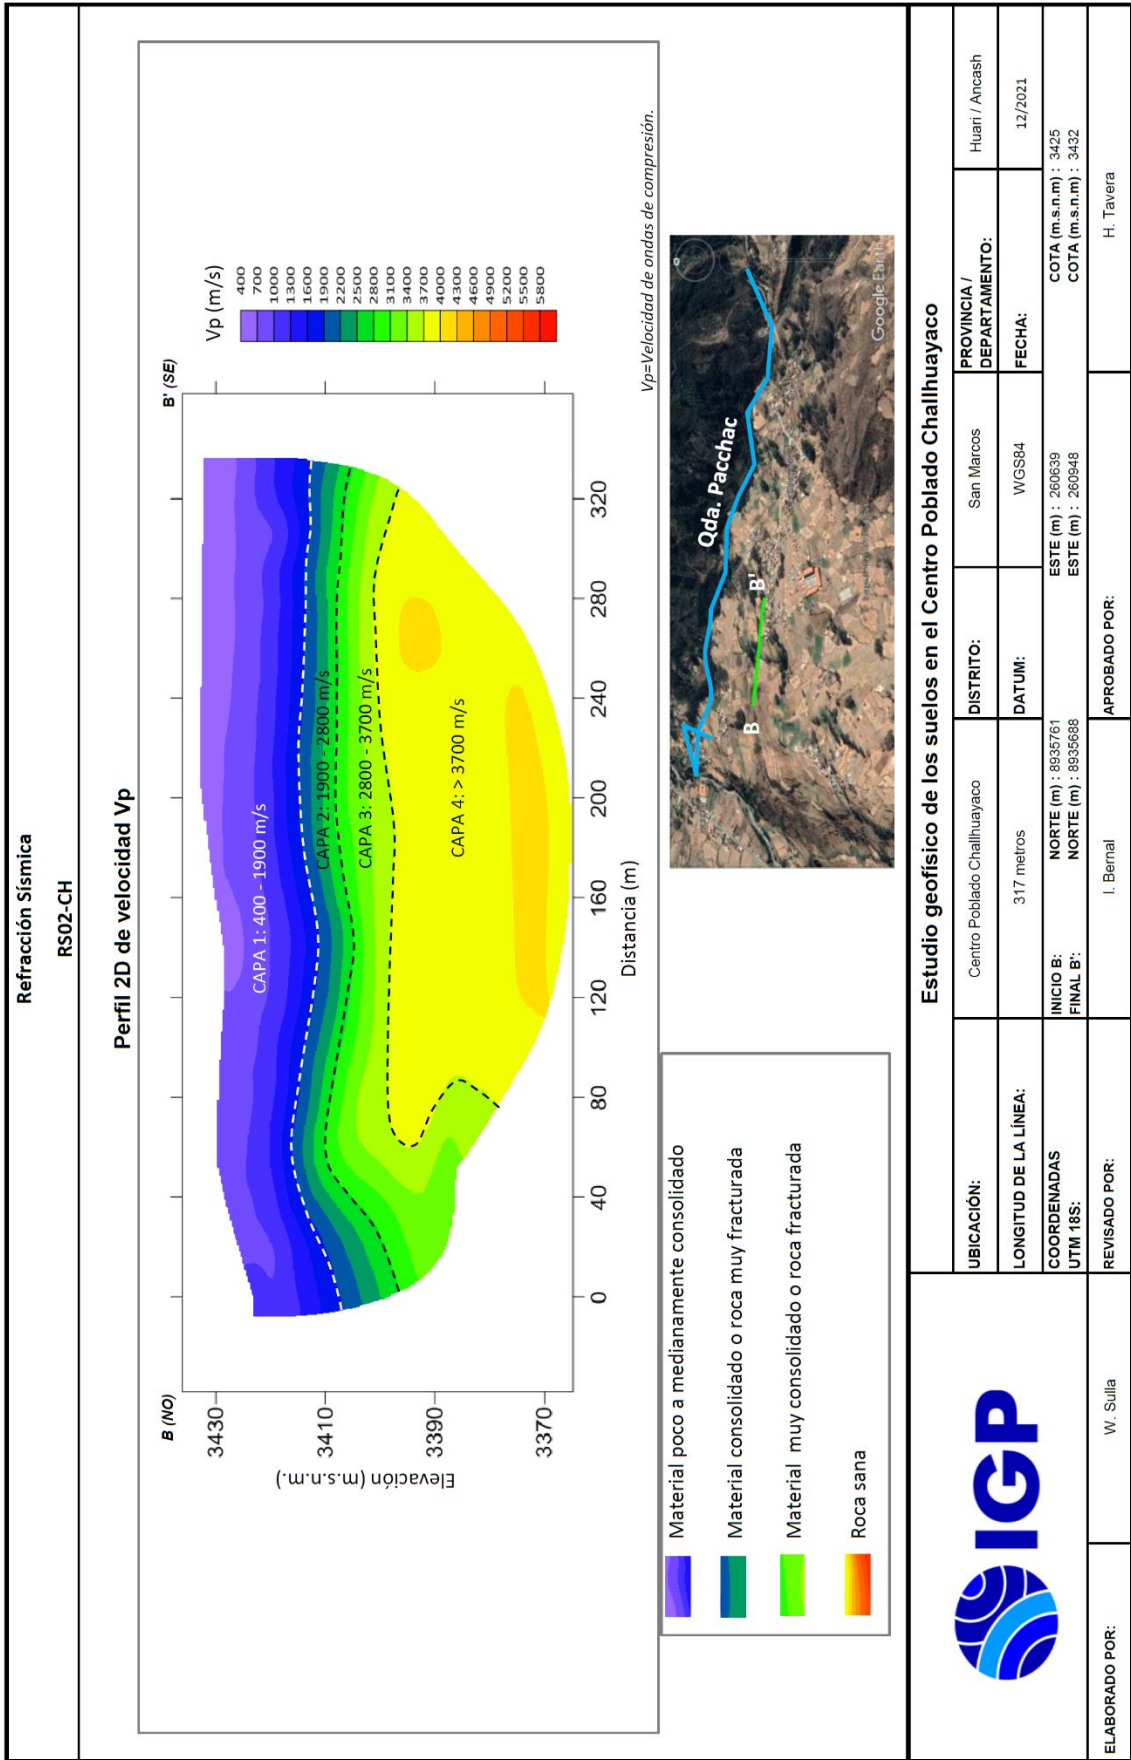 Refracción Sísmica
RS02-CH
Perfil 2D de velocidad Vp
B (NO)
B' (SE)
Elevación (m.s.n.m.)
3430
3410
3390
3370
CAPA 1: 400 - 1900 m/s
CAPA 2: 1900 - 2800 m/s
CAPA 3: 2800 - 3700 m/s
CAPA 4: > 3700 m/s
0 40 80 120 160 200 240 280 320
Distancia (m)
Vp (m/s)
400
700
1000
1300
1600
1900
2200
2500
2800
3100
3400
3700
4000
4300
4600
4900
5200
5500
5800
Vp=Velocidad de ondas de compresión.
Material poco a medianamente consolidado
Material consolidado o roca muy fracturada
Material muy consolidado o roca fracturada
Roca sana
Qda. Pacchac
B
B'
Google Earth
IGP
Estudio geofísico de los suelos en el Centro Poblado Challhuayaco
UBICACIÓN: Centro Poblado Challhuayaco DISTRITO: San Marcos PROVINCIA / DEPARTAMENTO: Huari / Ancash
LONGITUD DE LA LÍNEA: 317 metros DATUM: WGS84 FECHA: 12/2021
COORDENADAS UTM 18S:
INICIO B: NORTE (m) : 8935761 ESTE (m) : 260639 COTA (m.s.n.m) : 3425
FINAL B': NORTE (m) : 8935688 ESTE (m) : 260948 COTA (m.s.n.m) : 3432
ELABORADO POR: W. Sulla REVISADO POR: I. Bernal APROBADO POR: H. Tavera